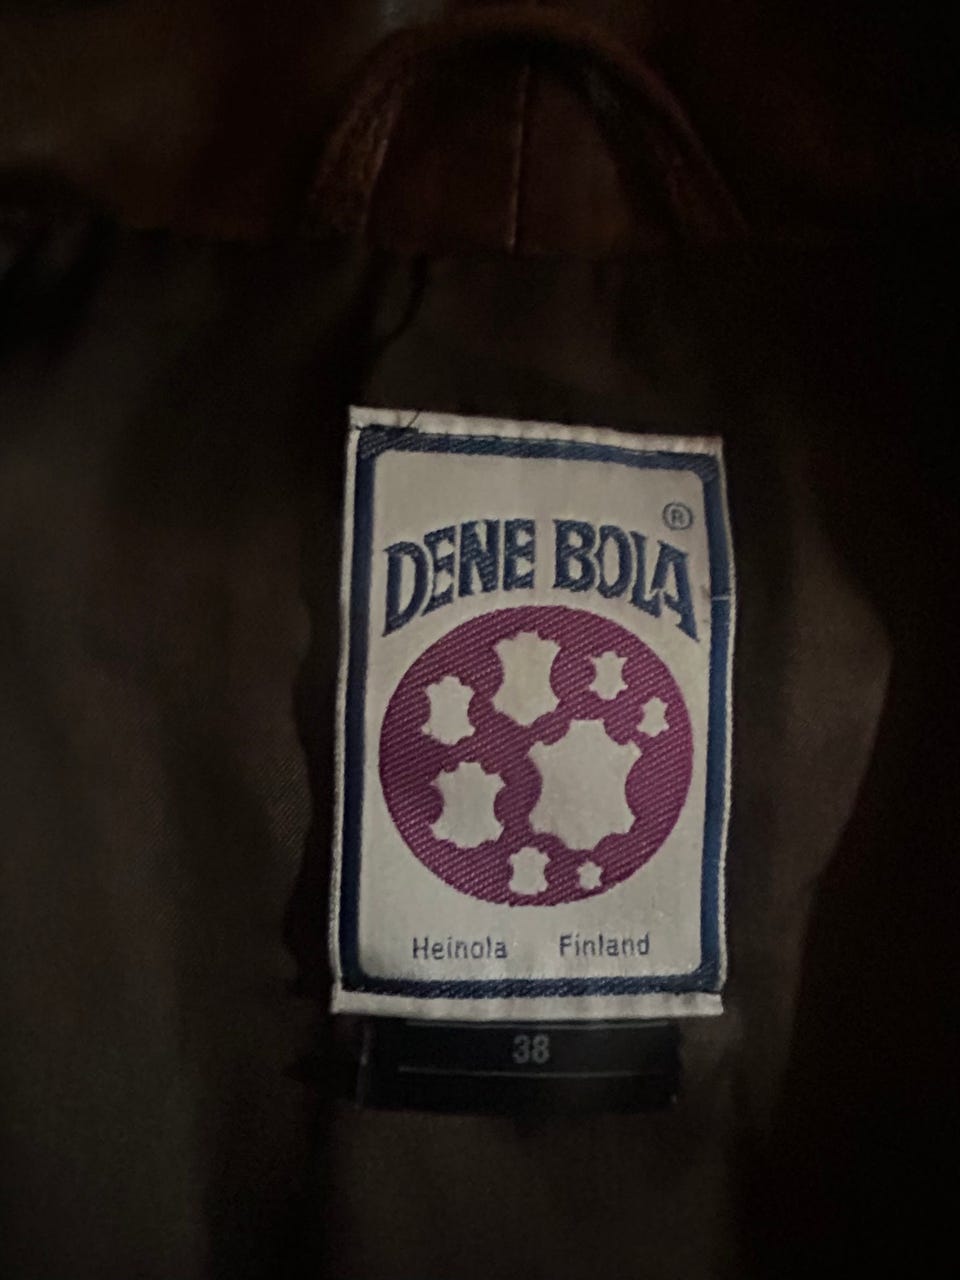 ®
DENE BOLA
Heinola Finland
38